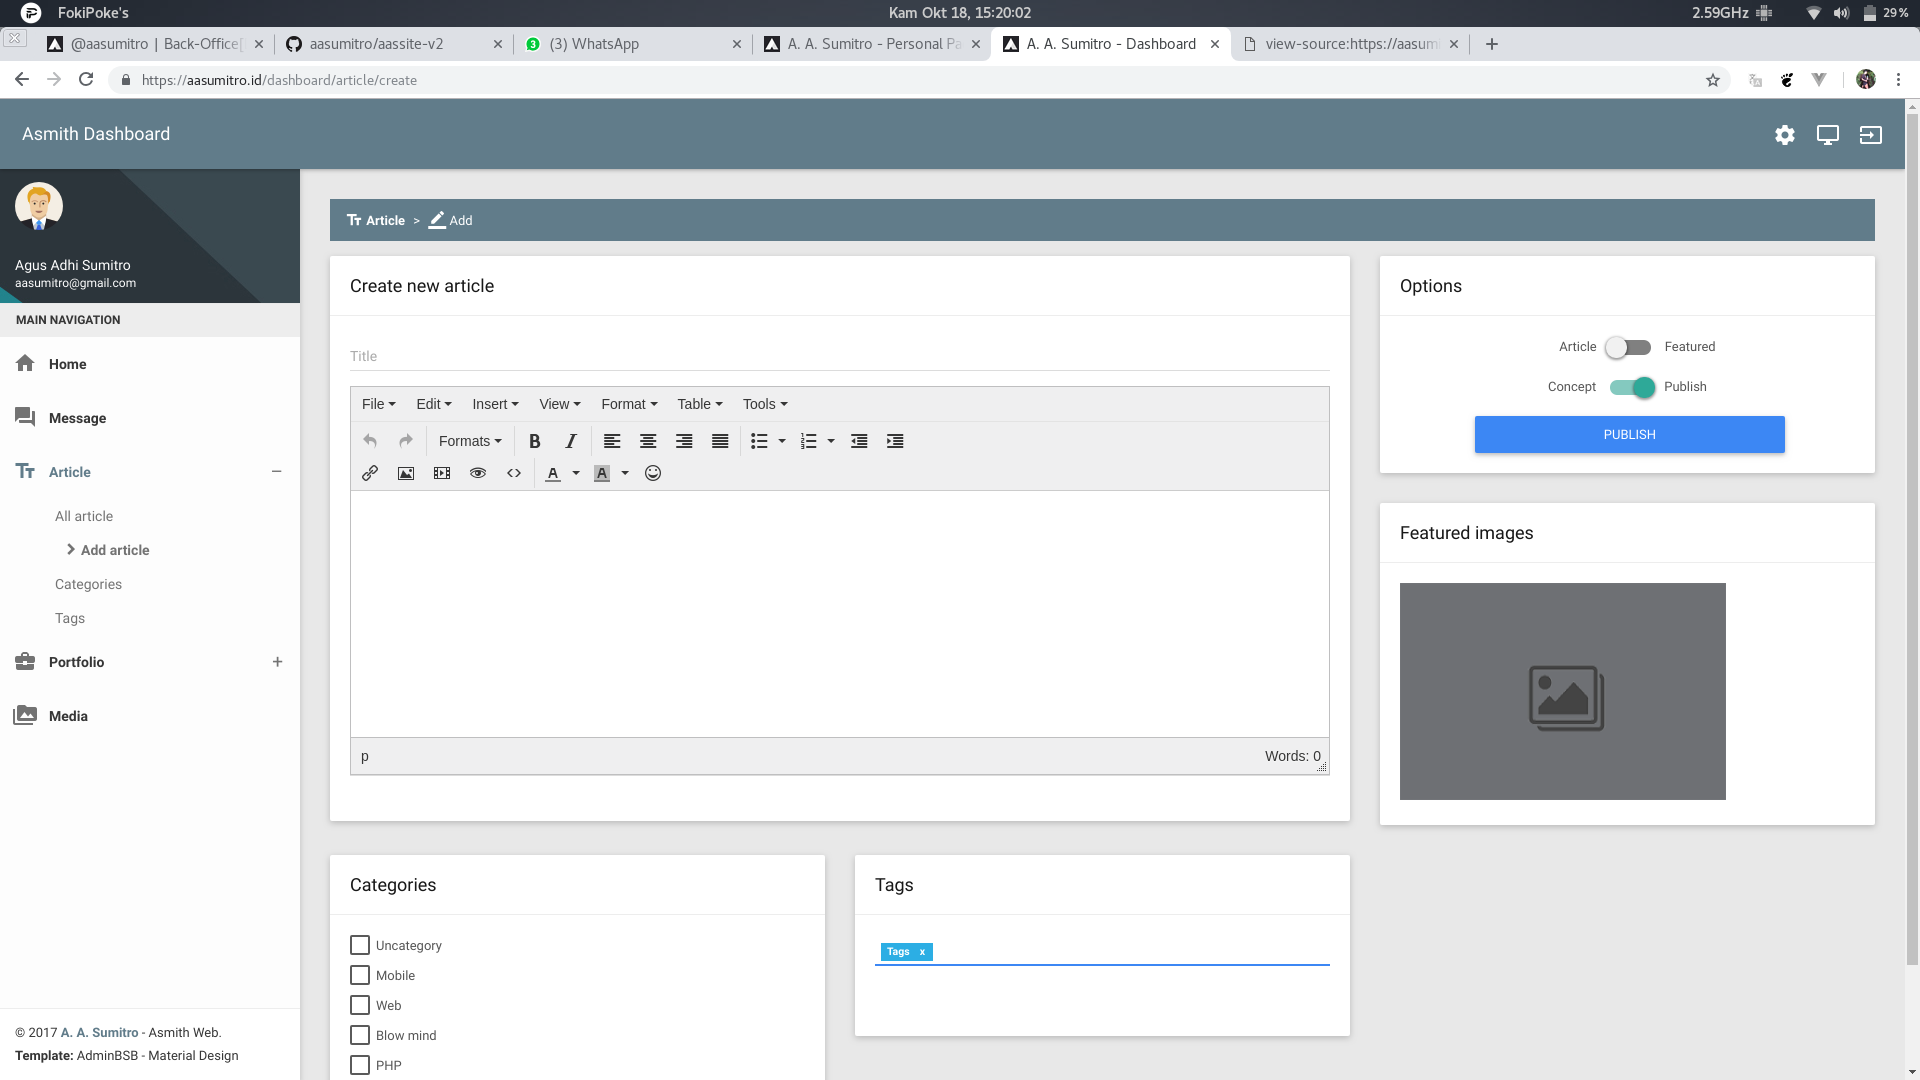 FokiPoke's
Kam Okt 18, 15:20:02
2.59GHz
29%
@aasumitro | Back-Office[
aasumitro/aassite-v2
(3) WhatsApp
A. A. Sumitro - Personal Pa
A. A. Sumitro - Dashboard
view-source:https://aasum
https://aasumitro.id/dashboard/article/create
Asmith Dashboard
Agus Adhi Sumitro
aasumitro@gmail.com
MAIN NAVIGATION
Home
Message
Article
All article
Add article
Categories
Tags
Portfolio
Media
© 2017 A. A. Sumitro - Asmith Web.
Template: AdminBSB - Material Design
Article > Add
Create new article
Title
File Edit Insert View Format Table Tools
Formats B I
A A
p
Words: 0
Options
Article Featured
Concept Publish
PUBLISH
Featured images
Categories
Uncategory
Mobile
Web
Blow mind
PHP
Tags
Tags x